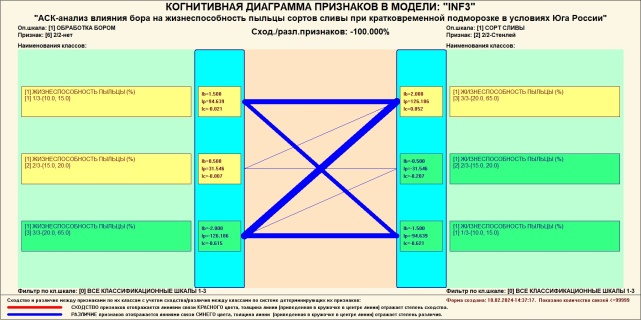 КОГНИТИВНАЯ ДИАГРАММА ПРИЗНАКОВ В МОДЕЛИ: "INF3"
"АСК-анализ влияния бора на жизнеспособность пыльцы сортов сливы при кратковременной подморозке в условиях Юга России"
Оп.шкала: [1] ОБРАБОТКА БОРОМ
Признак: [6] 2/2-нет
Сход./разл.признаков: -100.000%
Оп.шкала: [1] СОРТ СЛИВЫ
Признак: [2] 2/2-Стенлей
Наименования классов:
Наименования классов:
[1] ЖИЗНЕСПОСОБНОСТЬ ПЫЛЬЦЫ (%)
[1] 1/3-{10.0, 15.0}
Ib=1.500
Ip=94.639
Ic=0.021
Ib=2.000
Ip=126.186
Ic=0.052
[1] ЖИЗНЕСПОСОБНОСТЬ ПЫЛЬЦЫ (%)
[3] 3/3-{20.0, 65.0}
[1] ЖИЗНЕСПОСОБНОСТЬ ПЫЛЬЦЫ (%)
[2] 2/3-{15.0, 20.0}
Ib=0.500
Ip=31.546
Ic=0.007
Ib=-0.500
Ip=-31.546
Ic=0.207
[1] ЖИЗНЕСПОСОБНОСТЬ ПЫЛЬЦЫ (%)
[2] 2/3-{15.0, 20.0}
[1] ЖИЗНЕСПОСОБНОСТЬ ПЫЛЬЦЫ (%)
[3] 3/3-{20.0, 65.0}
Ib=-2.000
Ip=-126.186
Ic=0.615
Ib=-1.500
Ip=-94.639
Ic=0.621
[1] ЖИЗНЕСПОСОБНОСТЬ ПЫЛЬЦЫ (%)
[1] 1/3-{10.0, 15.0}
Фильтр по кл.шкале: [0] ВСЕ КЛАССИФИКАЦИОННЫЕ ШКАЛЫ 1-3
Фильтр по кл.шкале: [0] ВСЕ КЛАССИФИКАЦИОННЫЕ ШКАЛЫ 1-3
Сходство и различие между признаками по их классам с учетом сходства/различия между классами по системе детерминирующих их признаков:
Форма создана: 18.02.2024-14:37:17. Показано количество связей <=99999
СХОДСТВО признаков отображается линиями связи КРАСНОГО цвета, толщина линии (приведенная в кружочке в центре линии) отражает степень сходства.
РАЗЛИЧИЕ признаков отображается линиями связи СИНЕГО цвета, толщина линии (приведенная в кружочке в центре линии) отражает степень различия.